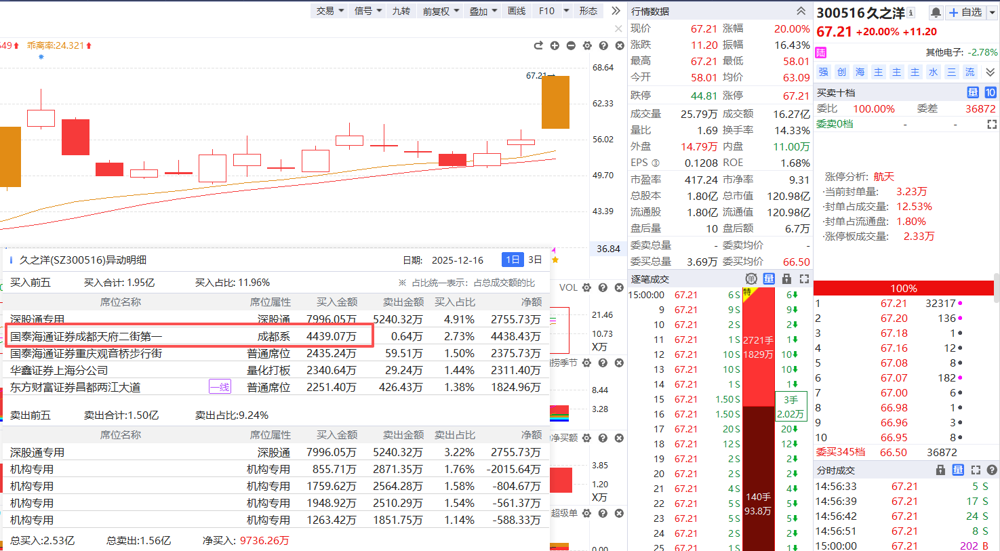 交易 信号 九转 前复权 叠加 画线 F10 形态
549 乖离率:24.321
67.21
68.64
62.33
56.02
49.70
43.39
36.84
久之洋(SZ300516)异动明细 日期: 2025-12-16 1日 3日
买入前五 买入合计: 1.95亿 买入占比: 11.96% ※ 占比统一表示: 占总成交额的比
席位名称 席位属性 买入金额 卖出金额 买入占比 净额
深股通专用 深股通 7996.05万 5240.32万 4.91% 2755.73万
国泰海通证券成都天府二街第一 成都系 4439.07万 0.64万 2.73% 4438.43万
国泰海通证券重庆观音桥步行街 普通席位 2435.24万 59.51万 1.50% 2375.73万
华鑫证券上海分公司 量化打板 2340.64万 29.24万 1.44% 2311.40万
东方财富证券昌都两江大道 一线 普通席位 2251.40万 426.43万 1.38% 1824.96万
卖出前五 卖出合计:1.50亿 卖出占比:9.24%
席位名称 席位属性 买入金额 卖出金额 卖出占比 净额
深股通专用 深股通 7996.05万 5240.32万 3.22% 2755.73万
机构专用 机构专用 855.71万 2871.35万 1.76% -2015.64万
机构专用 机构专用 1759.62万 2564.28万 1.58% -804.67万
机构专用 机构专用 1948.92万 2510.29万 1.54% -561.37万
机构专用 机构专用 1263.42万 1851.75万 1.14% -588.33万
总买入:2.53亿 总卖出:1.56亿 净买入: 9736.26万
VOL
21.46
10.73
X万
捞季节
8.44
3.28
净买额
3.85
1.20
X万
超级单
0.00
行情数据
现价 67.21 涨幅 20.00%
涨跌 11.20 振幅 16.43%
最高 67.21 最低 58.01
今开 58.01 均价 63.09
跌停 44.81 涨停 67.21
成交量 25.79万 成交额 16.27亿
量比 1.69 换手率 14.33%
外盘 14.79万 内盘 11.00万
EPS ③ 0.1208 ROE 1.68%
市盈率 417.24 市净率 9.31
总股本 1.80亿 总市值 120.98亿
流通股 1.80亿 流通值 120.98亿
盘后量 10 盘后额 6.7万
委卖总量 - 委卖均价 -
委买总量 3.69万 委买均价 66.50
逐笔成交 单 量
15:00:00 67.21 6 S
9 67.21 9 S
10 67.21 2 S
11 67.21 1 S
12 67.21 10 S
13 67.21 10 S
14 67.21 1 S
15 67.21 1.50 S
16 67.21 1.50 S
17 67.21 20 S
18 67.21 12 S
19 67.21 2 S
20 67.21 2 S
21 67.21 4 S
22 67.21 5 S
23 67.21 5 S
24 67.21 2 S
25 67.21 1 S
特
2721手
1829万
140手
93.8万
6
9
2
1
10
10
1
3手
2.02万
20
12
2
2
4
5
5
2
1
300516 久之洋 自选
67.21 +20.00% +11.20
陆 其他电子: -2.78%
强 创 海 主 主 主 水 三 流
买卖十档 量 10
委比 100.00% 委差 36872
委卖0档 - -
涨停分析: 航天
·当前封单量: 3.23万
·封单占成交量: 12.53%
·封单占流通盘: 1.80%
·涨停板成交量: 2.33万
100%
1 67.21 32317
2 67.20 136
3 67.18 1
4 67.16 12
5 67.08 8
6 67.07 182
7 67.00 6
8 66.98 1
9 66.96 3
10 66.95 8
委买345档 66.50 36872
分时成交 量
14:56:33 67.21 5 S
14:56:39 67.21 17 S
14:56:42 67.21 24 S
14:56:51 67.21 8 S
15:00:00 67.21 202 B